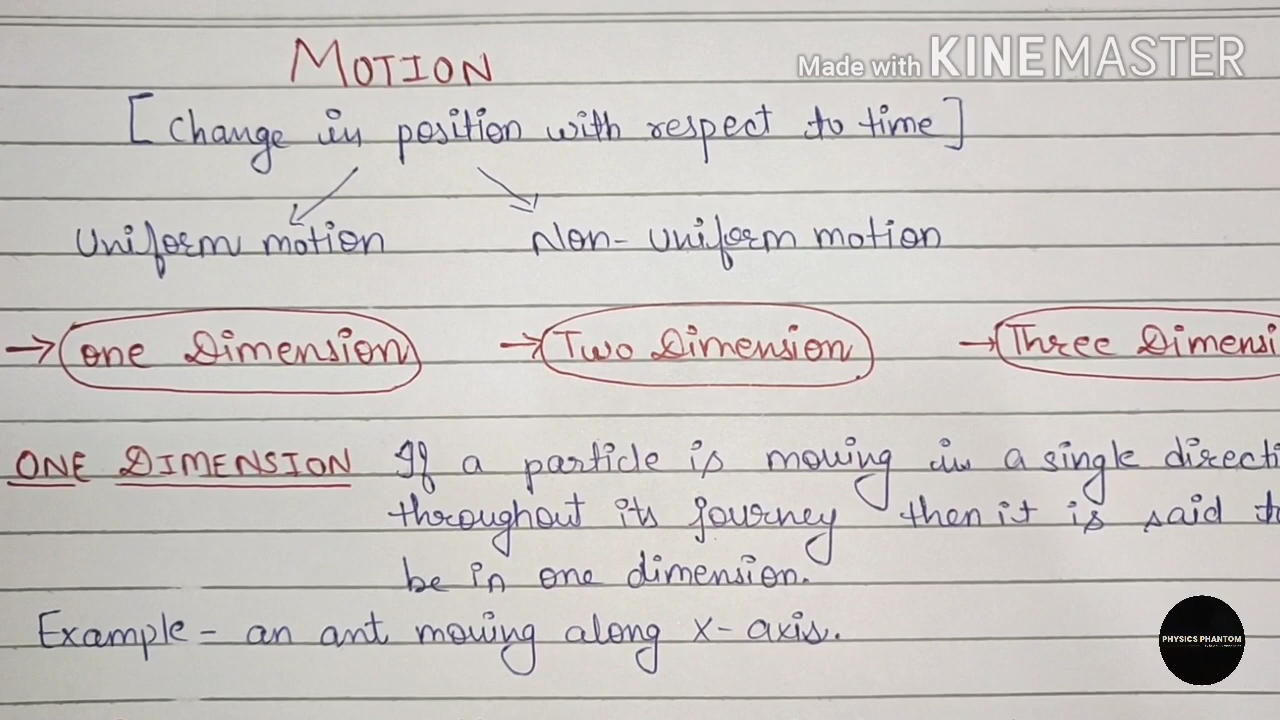 MOTION
Made with KINEMASTER
[Change in position with respect to time]
Uniform motion Non-Uniform motion
→ One Dimension → Two Dimension → Three Dimensi
ONE DIMENSION If a particle is moving in a single directi
throughout its journey then it is said t
be in one dimension.
Example - an ant moving along x-axis.
PHYSICS PHANTOM